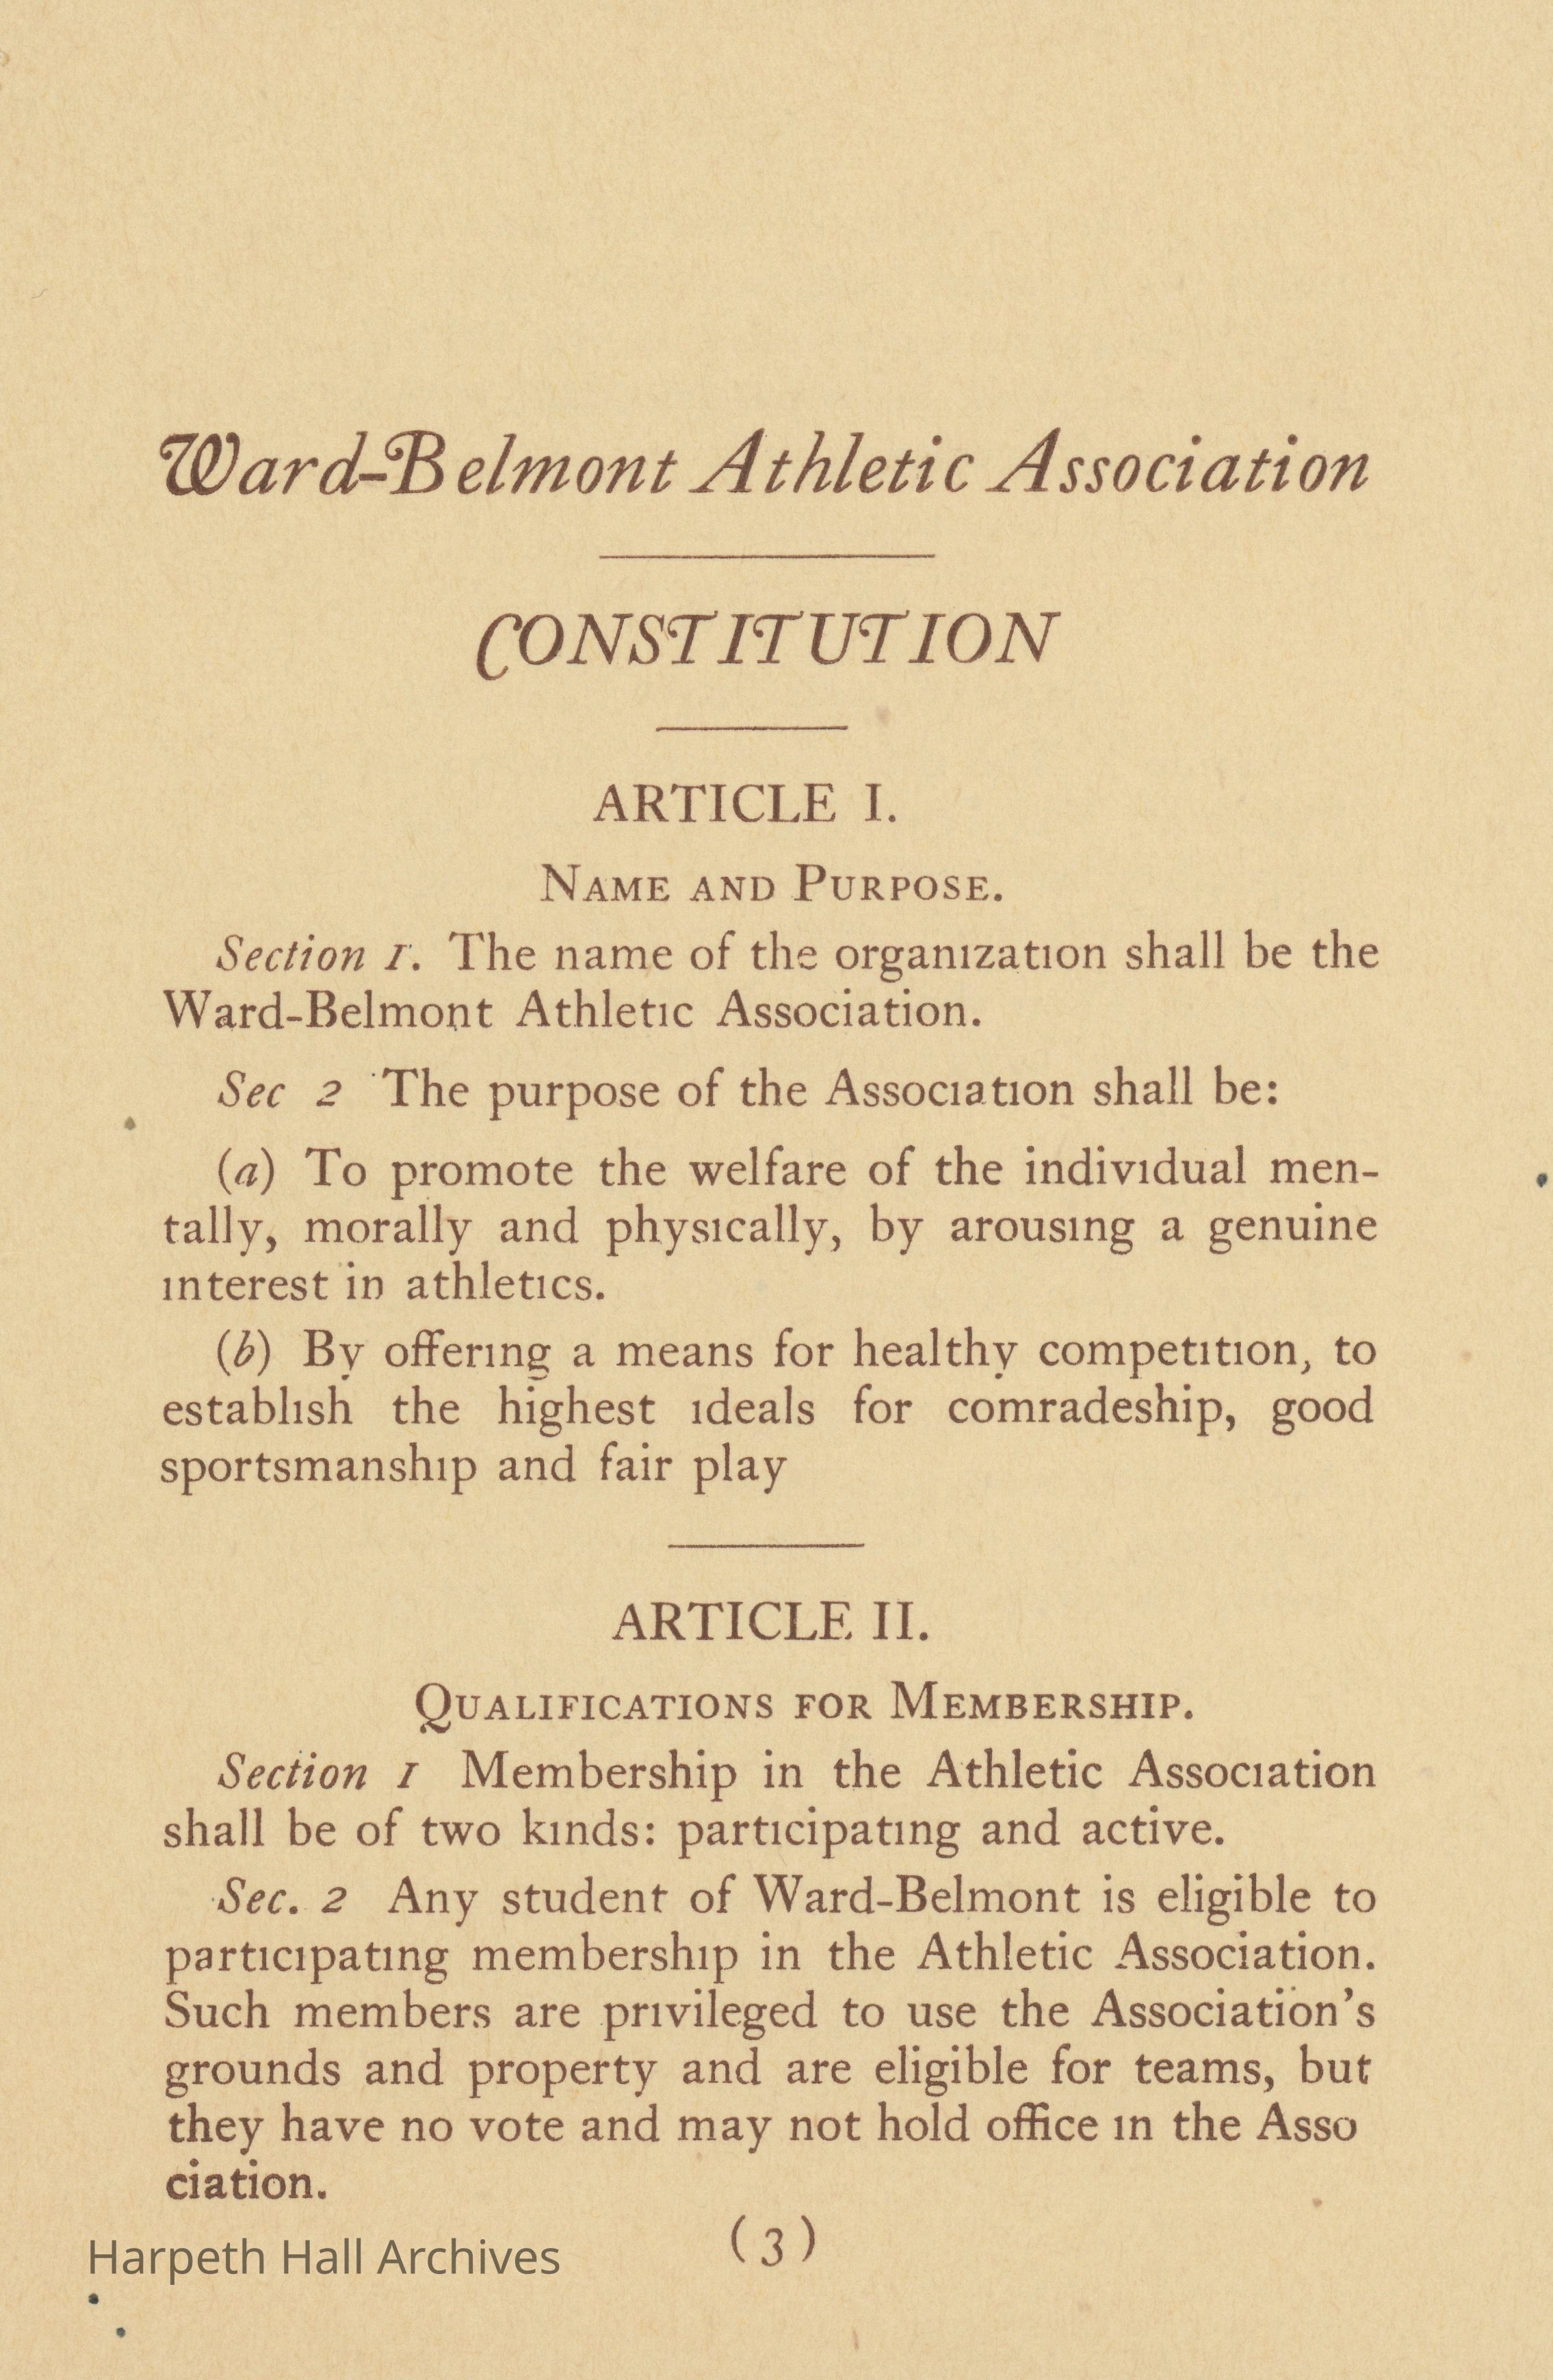 Ward-Belmont Athletic Association
CONSTITUTION
ARTICLE I.
NAME AND PURPOSE.
Section 1. The name of the organization shall be the
Ward-Belmont Athletic Association.
Sec 2 The purpose of the Association shall be:
(a) To promote the welfare of the individual men-
tally, morally and physically, by arousing a genuine
interest in athletics.
(b) By offering a means for healthy competition, to
establish the highest ideals for comradeship, good
sportsmanship and fair play
ARTICLE II.
QUALIFICATIONS FOR MEMBERSHIP.
Section 1 Membership in the Athletic Association
shall be of two kinds: participating and active.
Sec. 2 Any student of Ward-Belmont is eligible to
participating membership in the Athletic Association.
Such members are privileged to use the Association's
grounds and property and are eligible for teams, but
they have no vote and may not hold office in the Asso
ciation.
(3)
Harpeth Hall Archives